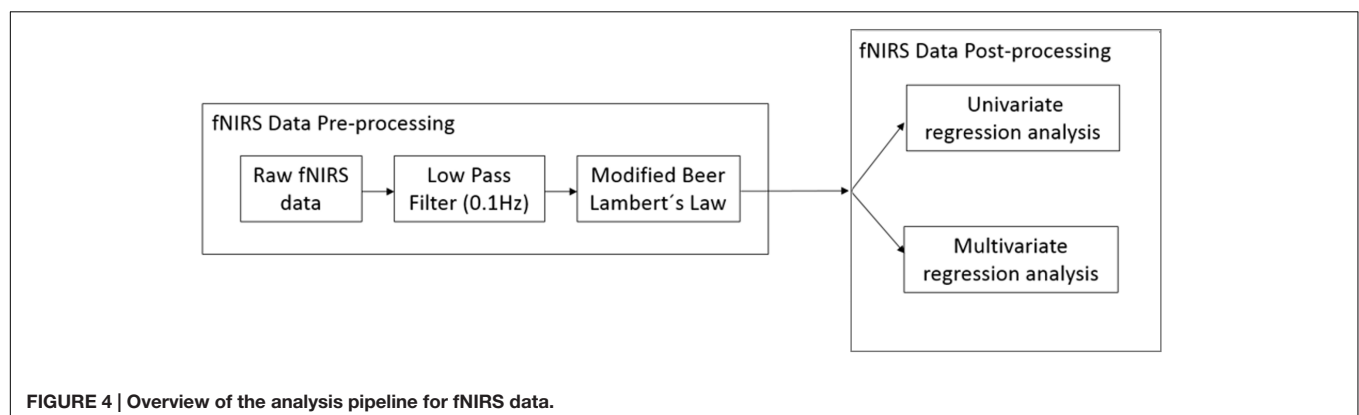 fNIRS Data Pre-processing
Raw fNIRS
data
Low Pass
Filter (0.1Hz)
Modified Beer
Lambert´s Law
fNIRS Data Post-processing
Univariate
regression analysis
Multivariate
regression analysis
FIGURE 4 | Overview of the analysis pipeline for fNIRS data.